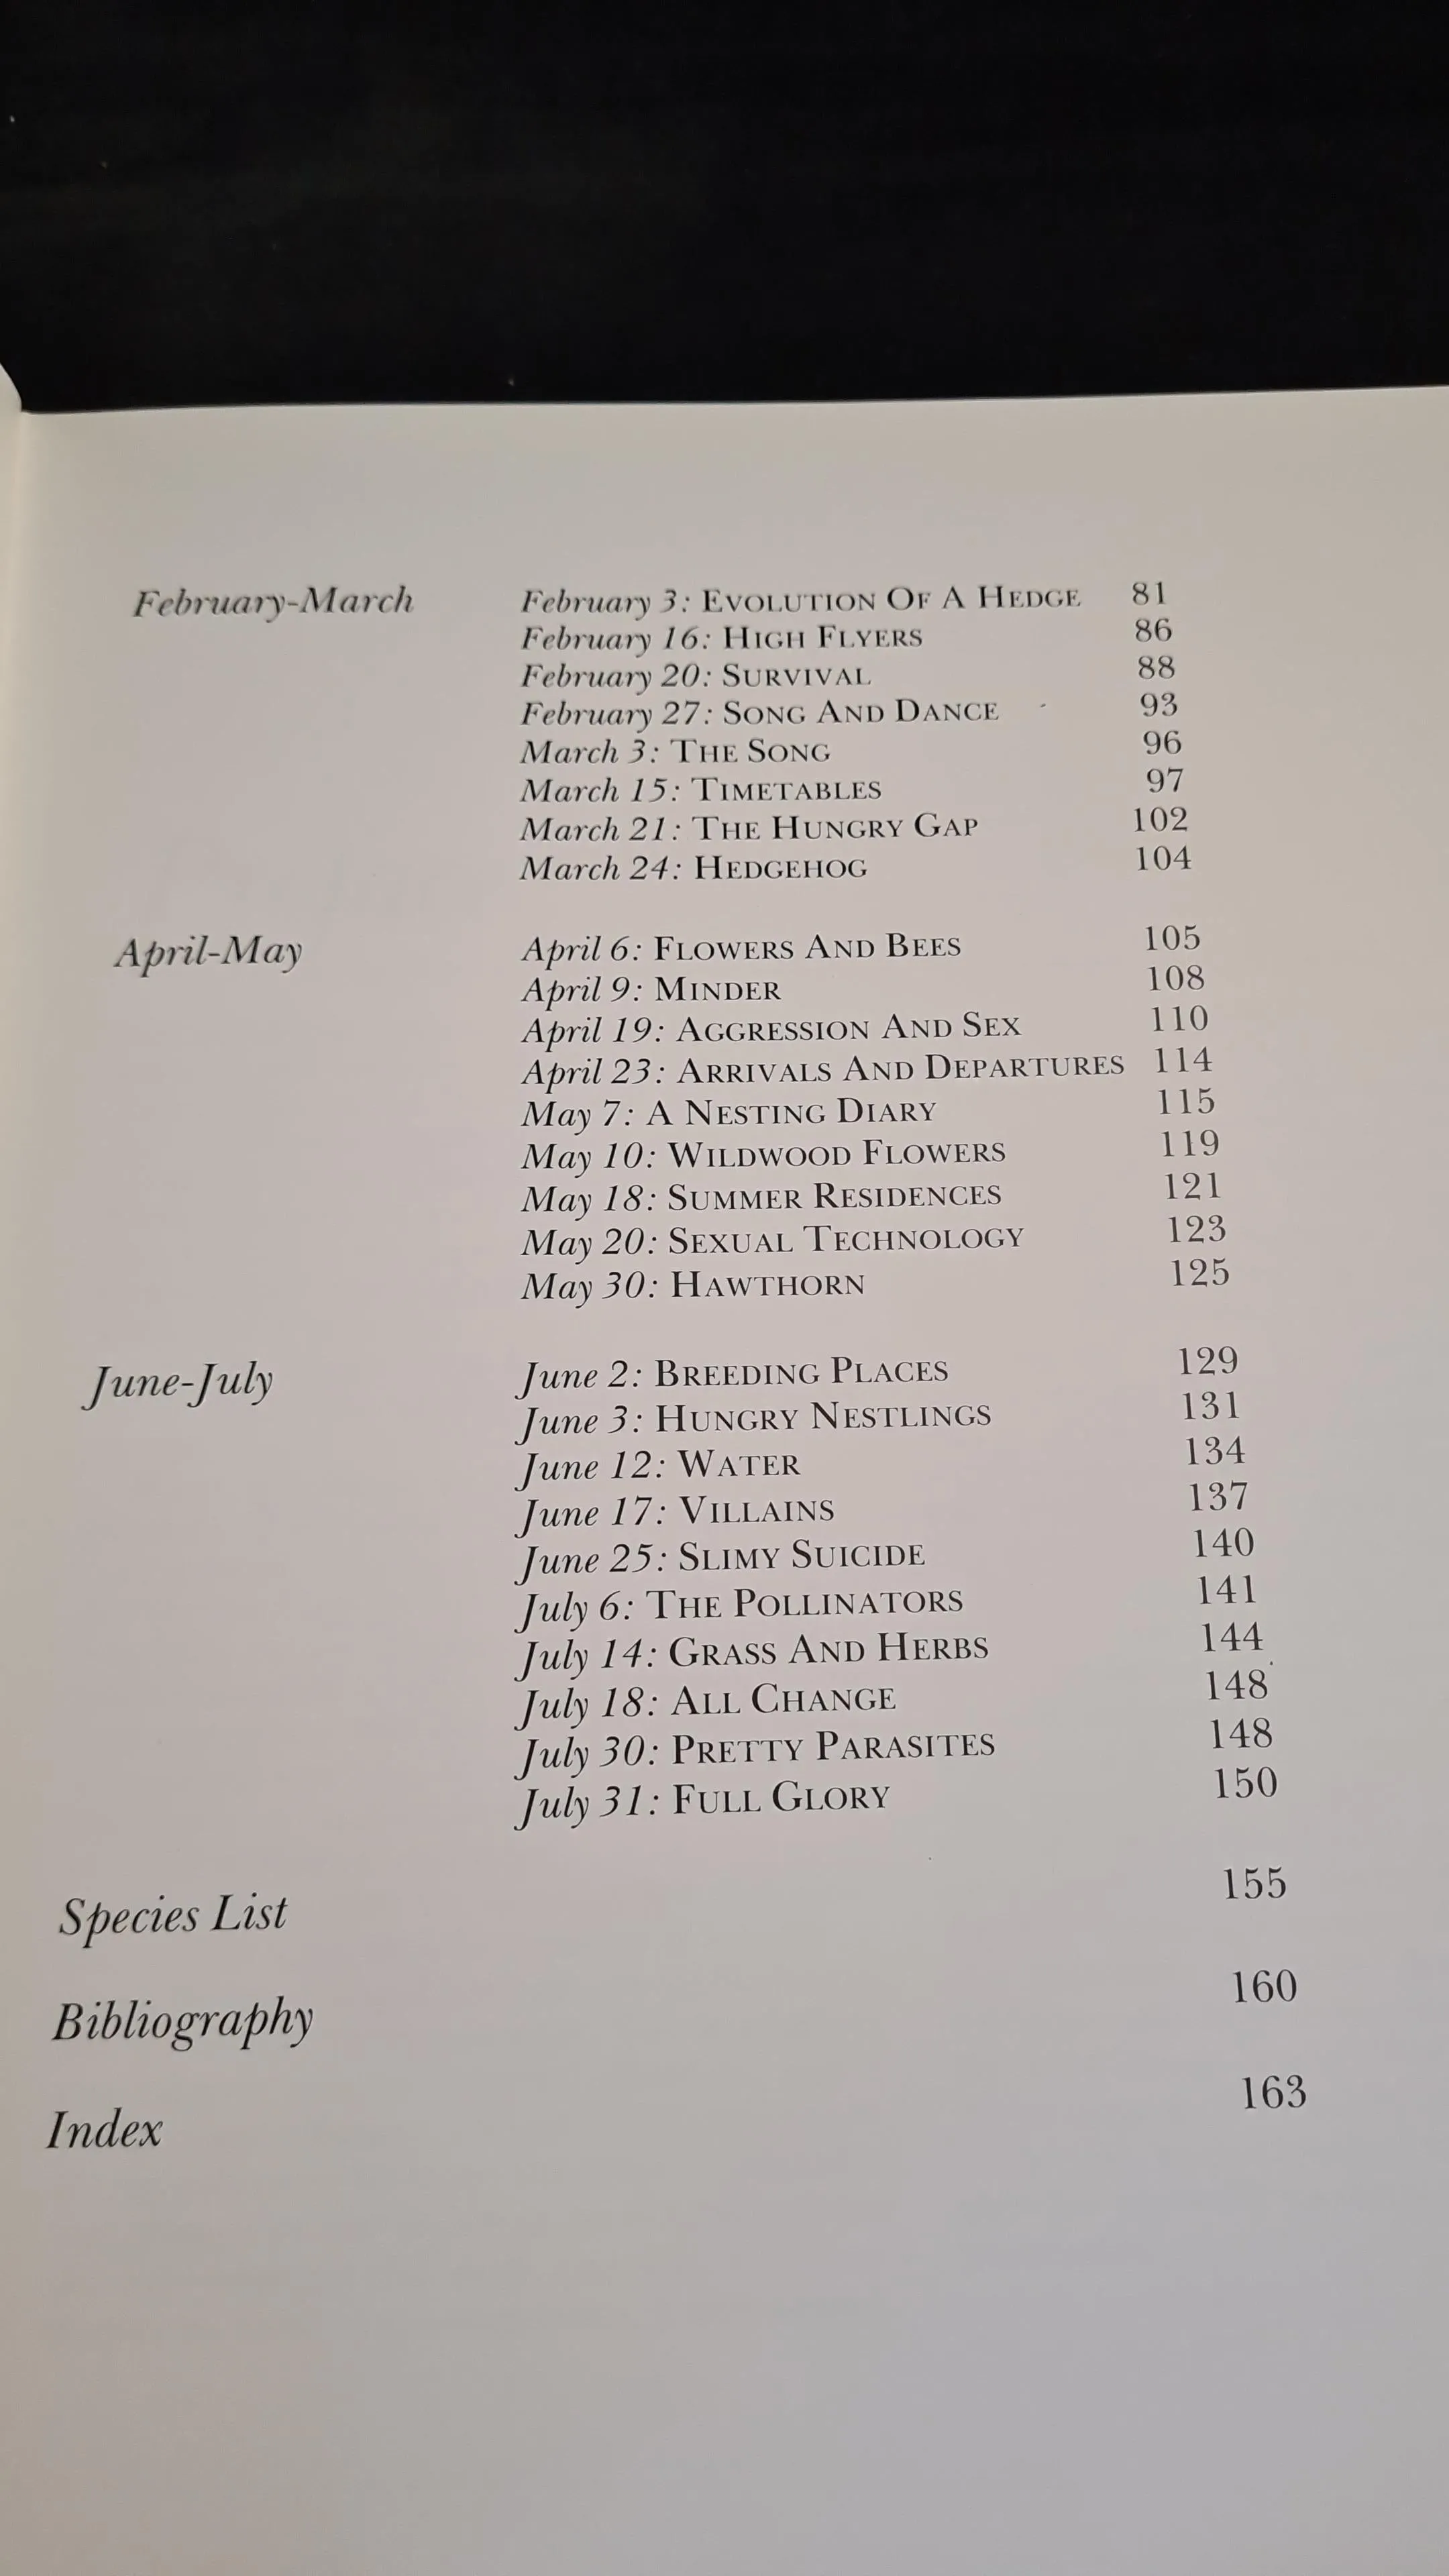 February-March February 3: EVOLUTION OF A HEDGE 81
February 16: HIGH FLYERS 86
February 20: SURVIVAL 88
February 27: SONG AND DANCE 93
March 3: THE SONG 96
March 15: TIMETABLES 97
March 21: THE HUNGRY GAP 102
March 24: HEDGEHOG 104
April-May April 6: FLOWERS AND BEES 105
April 9: MINDER 108
April 19: AGGRESSION AND SEX 110
April 23: ARRIVALS AND DEPARTURES 114
May 7: A NESTING DIARY 115
May 10: WILDWOOD FLOWERS 119
May 18: SUMMER RESIDENCES 121
May 20: SEXUAL TECHNOLOGY 123
May 30: HAWTHORN 125
June-July June 2: BREEDING PLACES 129
June 3: HUNGRY NESTLINGS 131
June 12: WATER 134
June 17: VILLAINS 137
June 25: SLIMY SUICIDE 140
July 6: THE POLLINATORS 141
July 14: GRASS AND HERBS 144
July 18: ALL CHANGE 148
July 30: PRETTY PARASITES 148
July 31: FULL GLORY 150
Species List 155
Bibliography 160
Index 163